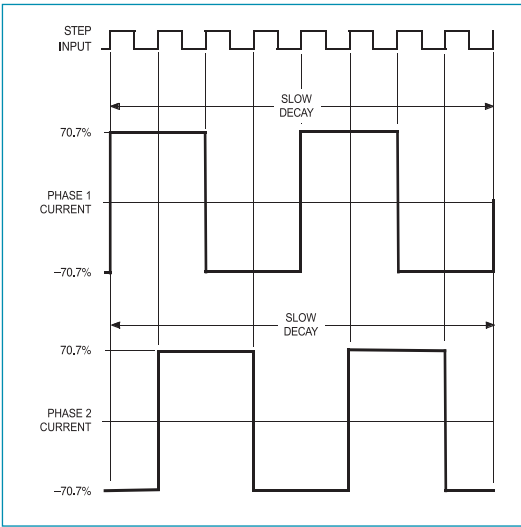 STEP
INPUT
SLOW
DECAY
70.7%
PHASE 1
CURRENT
–70.7%
SLOW
DECAY
70.7%
PHASE 2
CURRENT
–70.7%